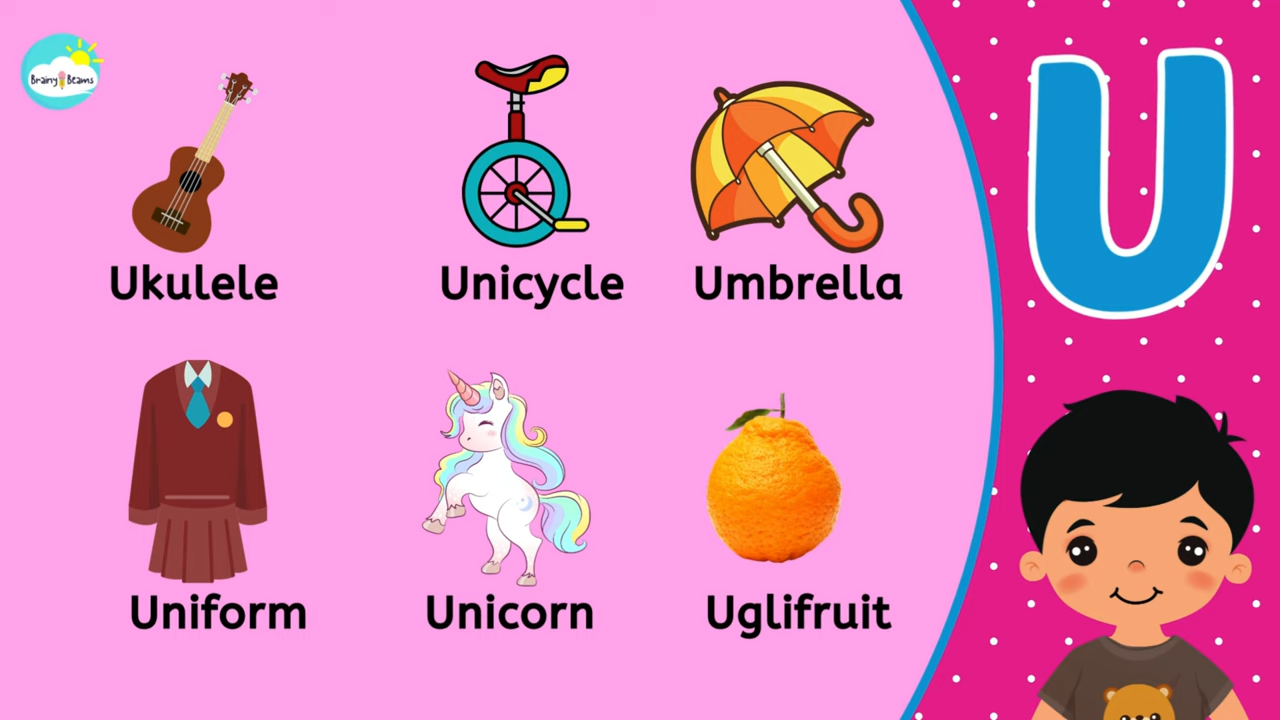 Brainy Beams
U
Ukulele
Unicycle
Umbrella
Uniform
Unicorn
Uglifruit